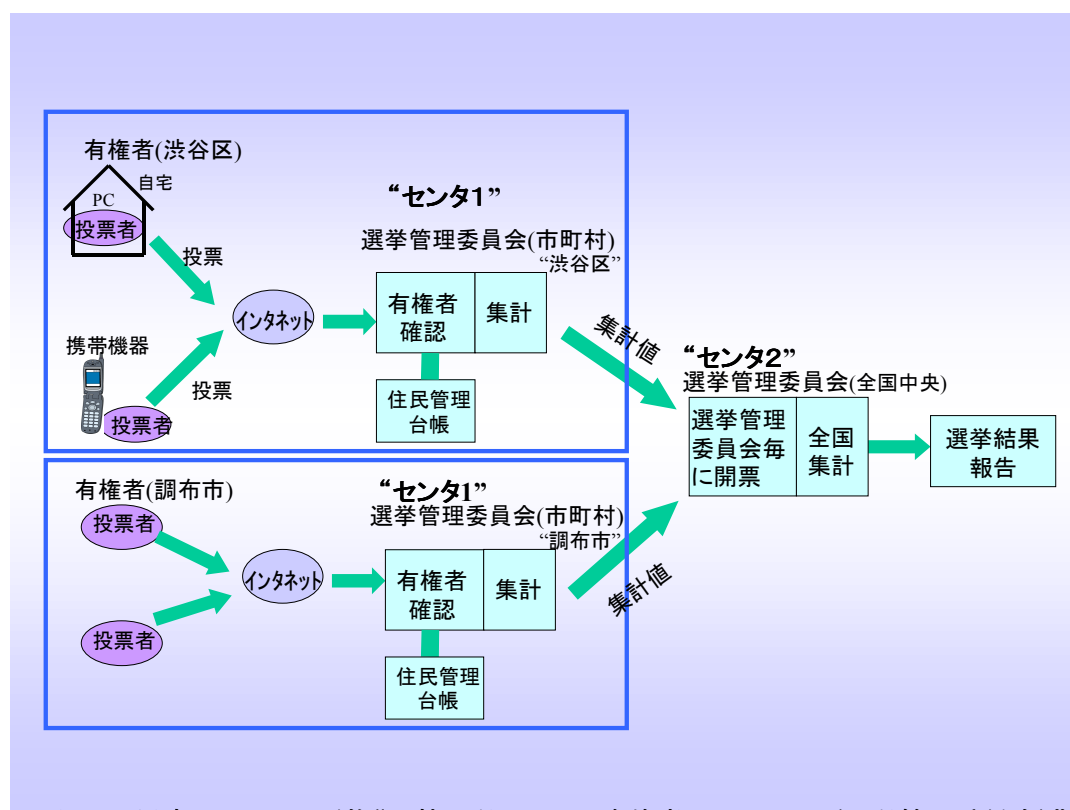 有権者(渋谷区)
自宅
PC
投票者
投票
携帯機器
投票者
投票
インタネット
“センタ１”
選挙管理委員会(市町村)
“渋谷区”
有権者
確認
集計
住民管理
台帳
集計値
有権者(調布市)
投票者
投票者
インタネット
“センタ1”
選挙管理委員会(市町村)
“調布市”
有権者
確認
集計
住民管理
台帳
集計値
“センタ２”
選挙管理委員会(全国中央)
選挙管理
委員会毎
に開票
全国
集計
選挙結果
報告